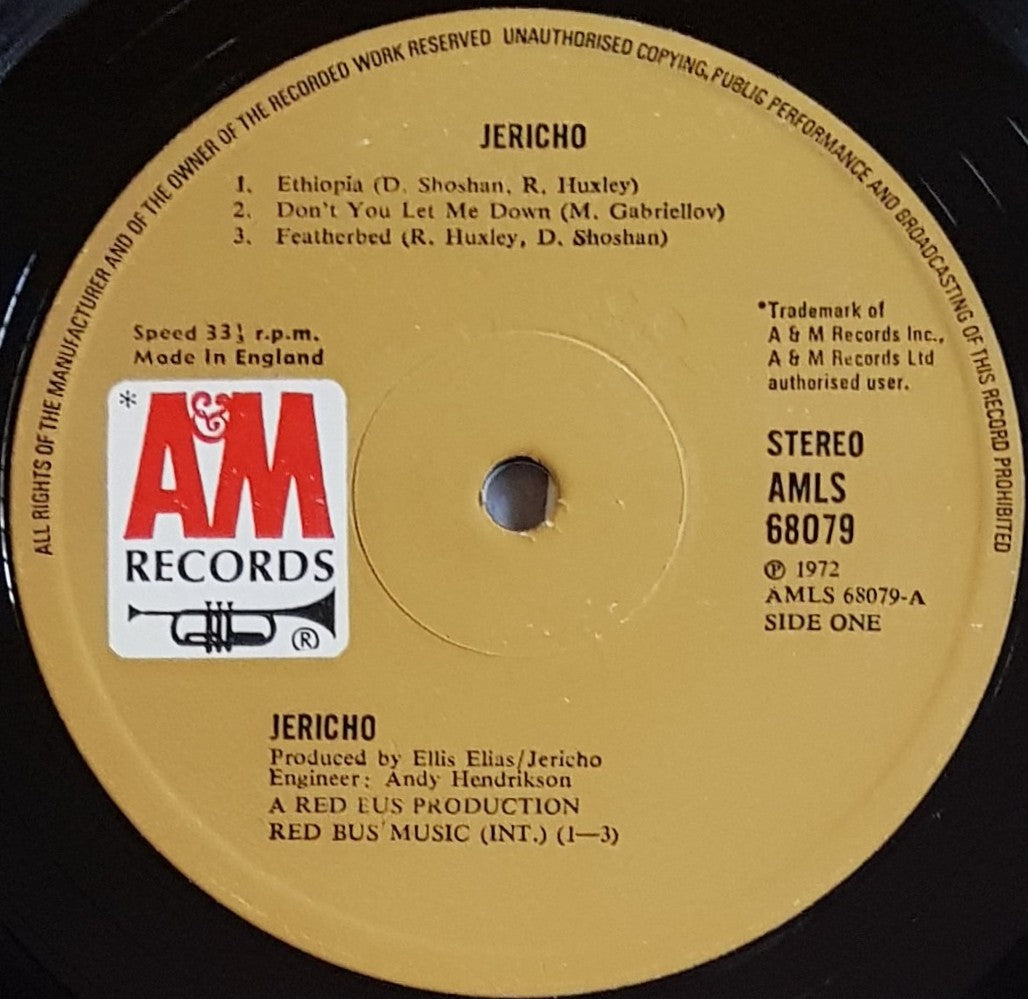 ALL RIGHTS OF THE MANUFACTURER AND OF THE OWNER OF THE RECORDED WORK RESERVED UNAUTHORISED COPYING, PUBLIC PERFORMANCE AND BROADCASTING OF THIS RECORD PROHIBITED
JERICHO
1. Ethiopia (D. Shoshan, R. Huxley)
2. Don't You Let Me Down (M. Gabriellov)
3. Featherbed (R. Huxley, D. Shoshan)
Speed 33⅓ r.p.m.
Made In England
*Trademark of
A & M Records Inc.,
A & M Records Ltd
authorised user.
* A&M
RECORDS
®
STEREO
AMLS
68079
℗ 1972
AMLS 68079-A
SIDE ONE
JERICHO
Produced by Ellis Elias/Jericho
Engineer: Andy Hendrikson
A RED BUS PRODUCTION
RED BUS MUSIC (INT.) (1—3)